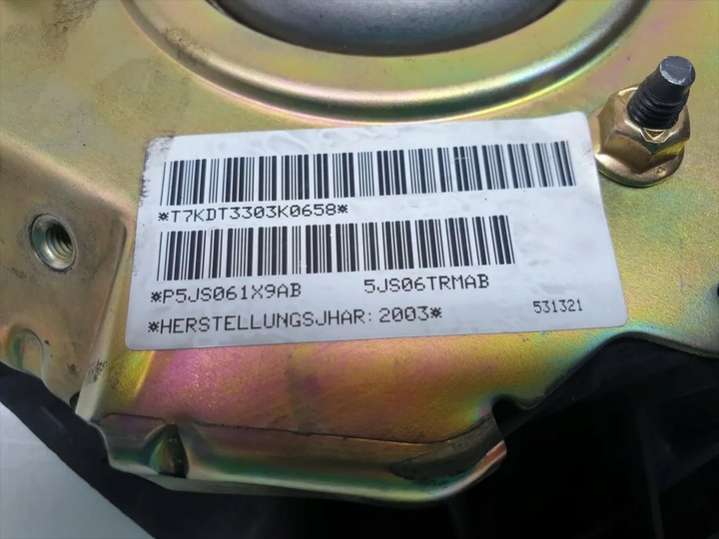 *T7KDT3303K0658*
*P5JS061X9AB 5JS06TRMAB
*HERSTELLUNGSJHAR: 2003* 531321